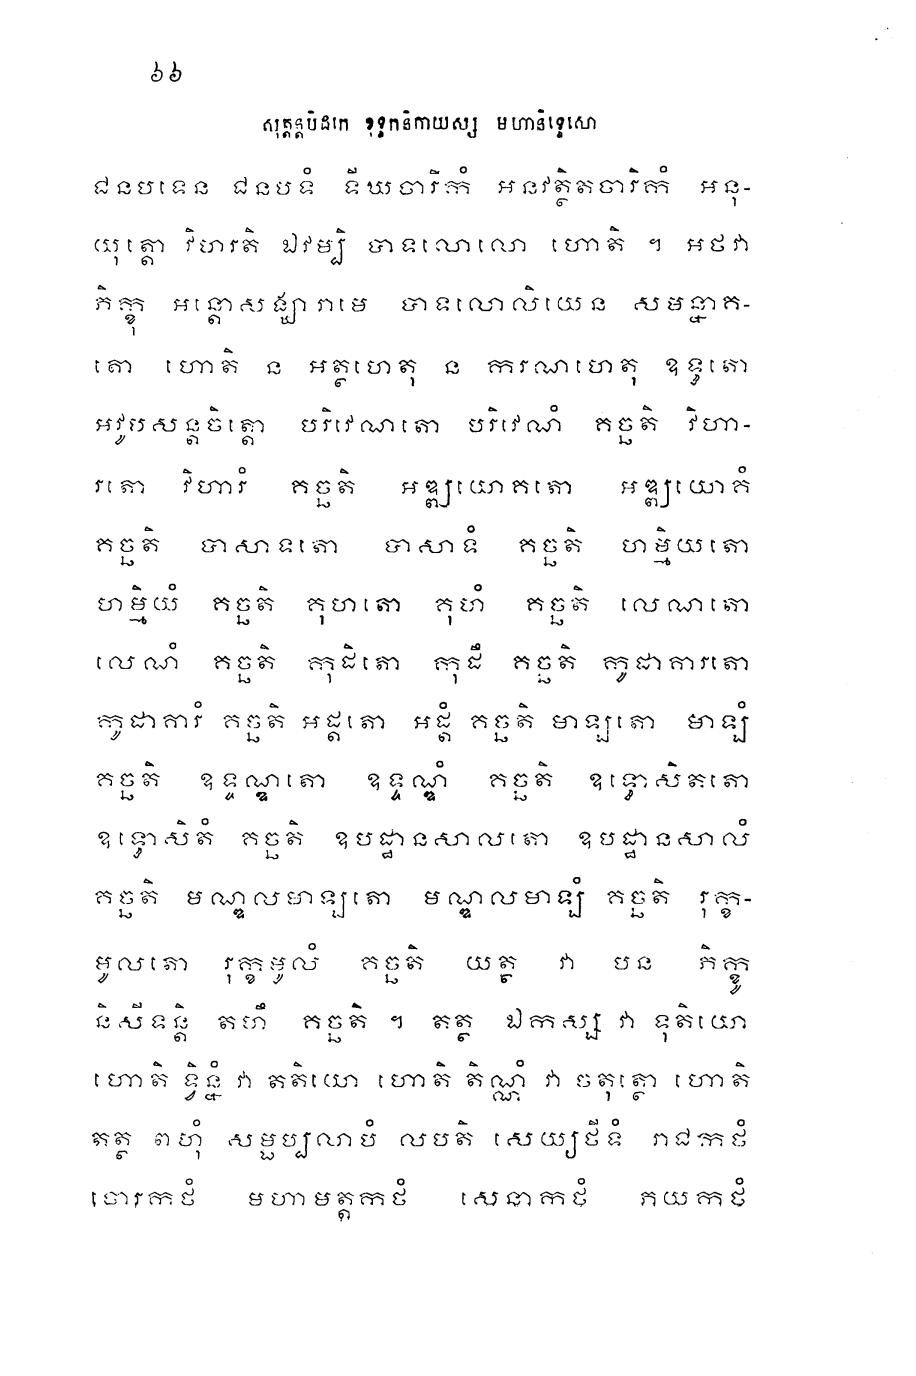 ៦៦
សុត្តន្តបិដកេ ខុទ្ទកនិកាយស្ស មហានិទ្ទេសោ
ជនបទេន ជនបទំ ទីឃចារិកំ អនវត្ថិតចារិកំ អនុ-
យុត្តោ វិហរតិ ឯវម្បិ បាទលោលោ ហោតិ ។ អថវា
ភិក្ខុ អន្តោសង្ឃារាមេ បាទលោលិយេន សមន្នាគ-
តោ ហោតិ ន អត្ថហេតុ ន ការណហេតុ ឧទ្ធតោ
អវូបសន្តចិត្តោ បរិវេណតោ បរិវេណំ គច្ឆតិ វិហា-
រតោ វិហារំ គច្ឆតិ អឌ្ឍយោគតោ អឌ្ឍយោគំ
គច្ឆតិ បាសាទតោ បាសាទំ គច្ឆតិ ហម្មិយតោ
ហម្មិយំ គច្ឆតិ គុហតោ គុហំ គច្ឆតិ លេណតោ
លេណំ គច្ឆតិ កុដិតោ កុដឹ គច្ឆតិ កូដាគារតោ
កូដាគារំ គច្ឆតិ អដ្តតោ អដ្តំ គច្ឆតិ មាឡតោ មាឡំ
គច្ឆតិ ឧទ្ទណ្ឌតោ ឧទ្ទណ្ឌំ គច្ឆតិ ឧទ្ទោសិតតោ
ឧទ្ទោសិតំ គច្ឆតិ ឧបដ្ឋានសាលតោ ឧបដ្ឋានសាលំ
គច្ឆតិ មណ្ឌលមាឡតោ មណ្ឌលមាឡំ គច្ឆតិ រុក្ខ-
មូលតោ រុក្ខមូលំ គច្ឆតិ យត្ថ វា បន ភិក្ខូ
និសីទន្តិ តហឹ គច្ឆតិ ។ តត្ថ ឯកស្ស វា ទុតិយោ
ហោតិ ទ្វិន្នំ វា តតិយោ ហោតិ តិណ្ណំ វា ចតុត្ថោ ហោតិ
តត្ថ ពហុំ សម្ផប្បលាបំ លបតិ សេយ្យថីទំ រាជកថំ
ចោរកថំ មហាមត្តកថំ សេនាកថំ ភយកថំ